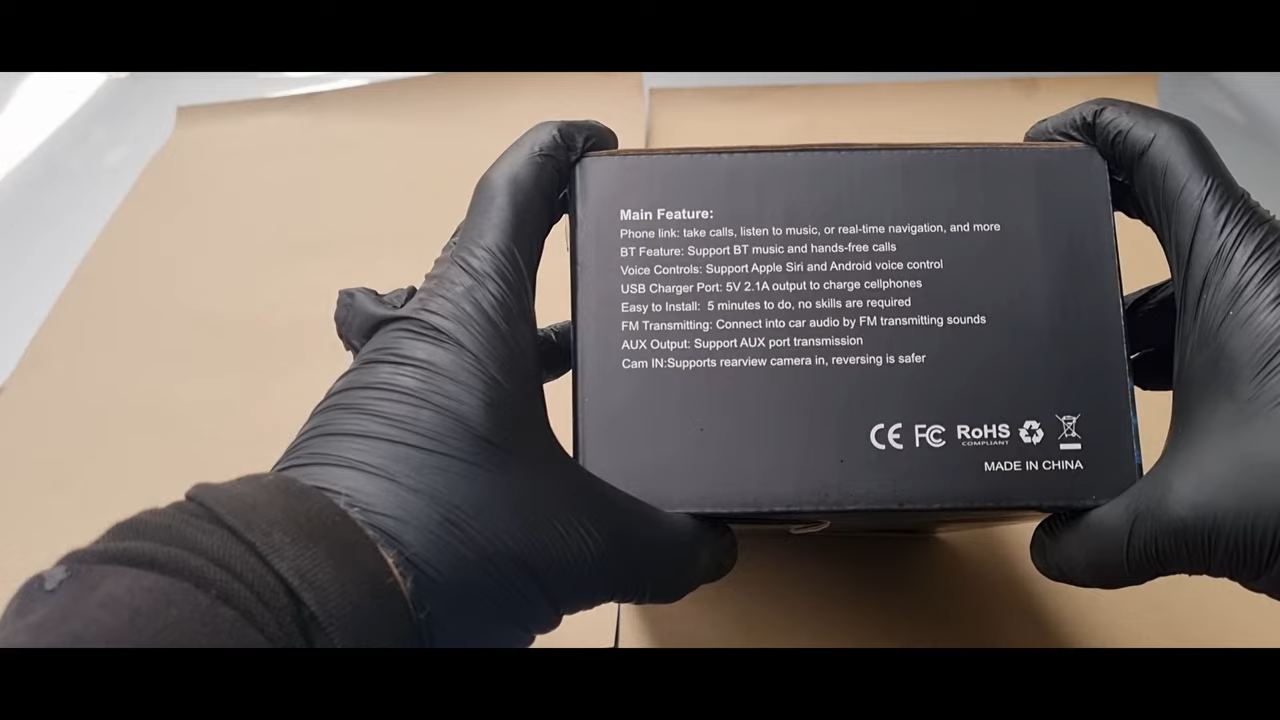 Main Feature:
Phone link: take calls, listen to music, or real-time navigation, and more
BT Feature: Support BT music and hands-free calls
Voice Controls: Support Apple Siri and Android voice control
USB Charger Port: 5V 2.1A output to charge cellphones
Easy to Install:  5 minutes to do, no skills are required
FM Transmitting: Connect into car audio by FM transmitting sounds
AUX Output: Support AUX port transmission
Cam IN:Supports rearview camera in, reversing is safer
CE FC RoHS
COMPLIANT
MADE IN CHINA